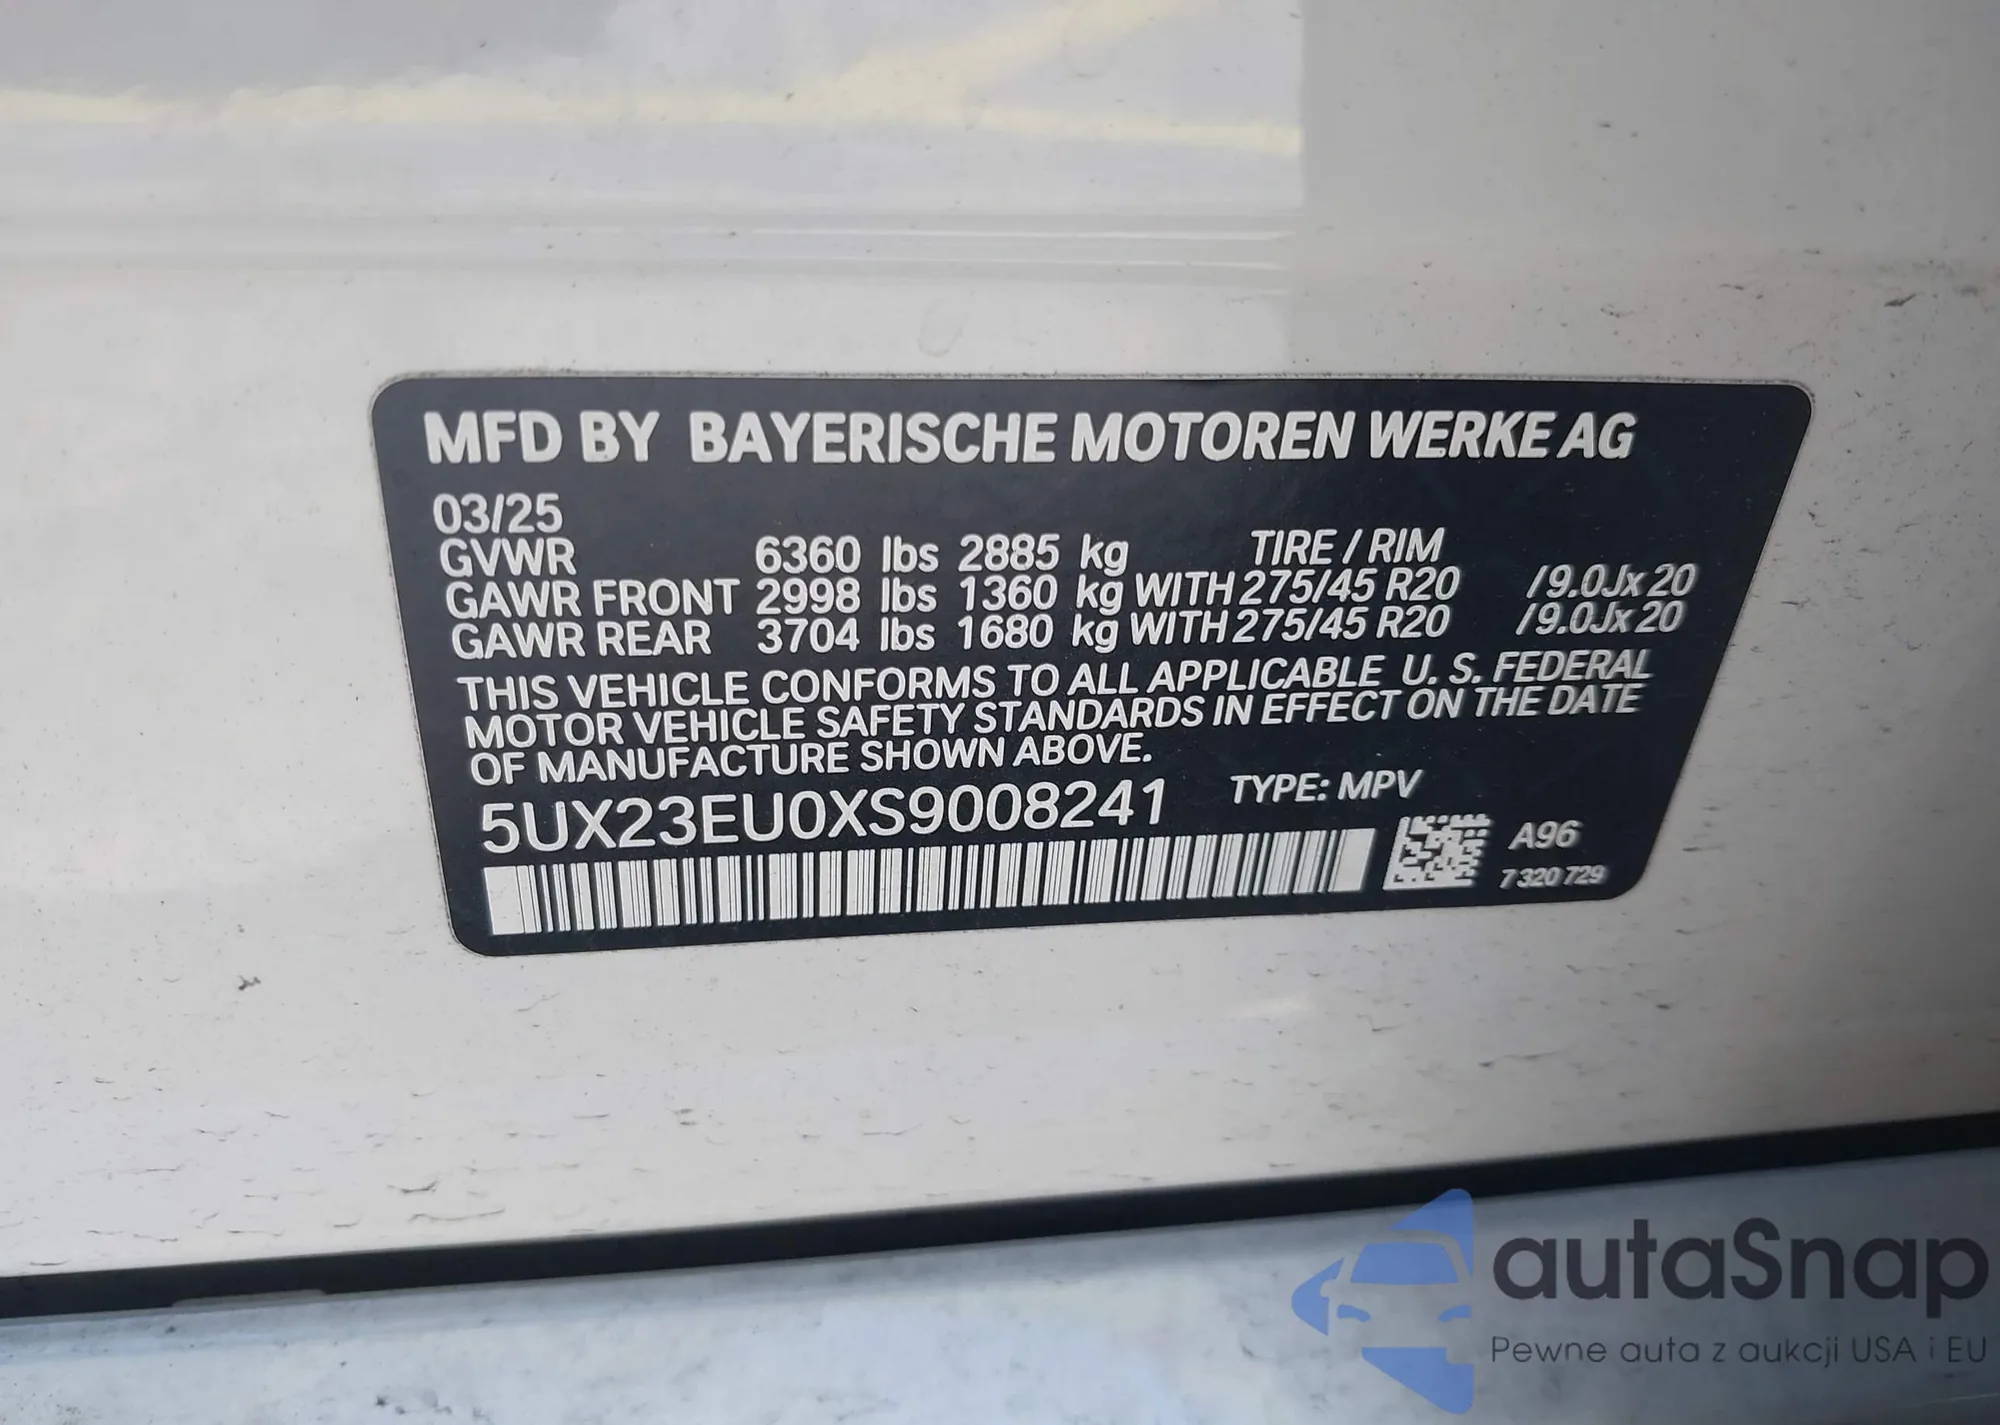 MFD BY BAYERISCHE MOTOREN WERKE AG
03/25
GVWR 6360 lbs 2885 kg TIRE / RIM
GAWR FRONT 2998 lbs 1360 kg WITH 275/45 R20 /9.0Jx20
GAWR REAR 3704 lbs 1680 kg WITH 275/45 R20 /9.0Jx20
THIS VEHICLE CONFORMS TO ALL APPLICABLE U. S. FEDERAL
MOTOR VEHICLE SAFETY STANDARDS IN EFFECT ON THE DATE
OF MANUFACTURE SHOWN ABOVE.
5UX23EU0XS9008241 TYPE: MPV
A96
7 320 729
autaSnap
Pewne auta z aukcji USA i EU